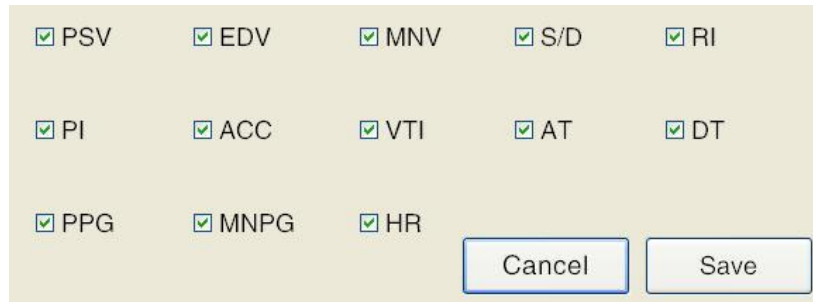 PSV EDV MNV S/D RI
PI ACC VTI AT DT
PPG MNPG HR
Cancel Save